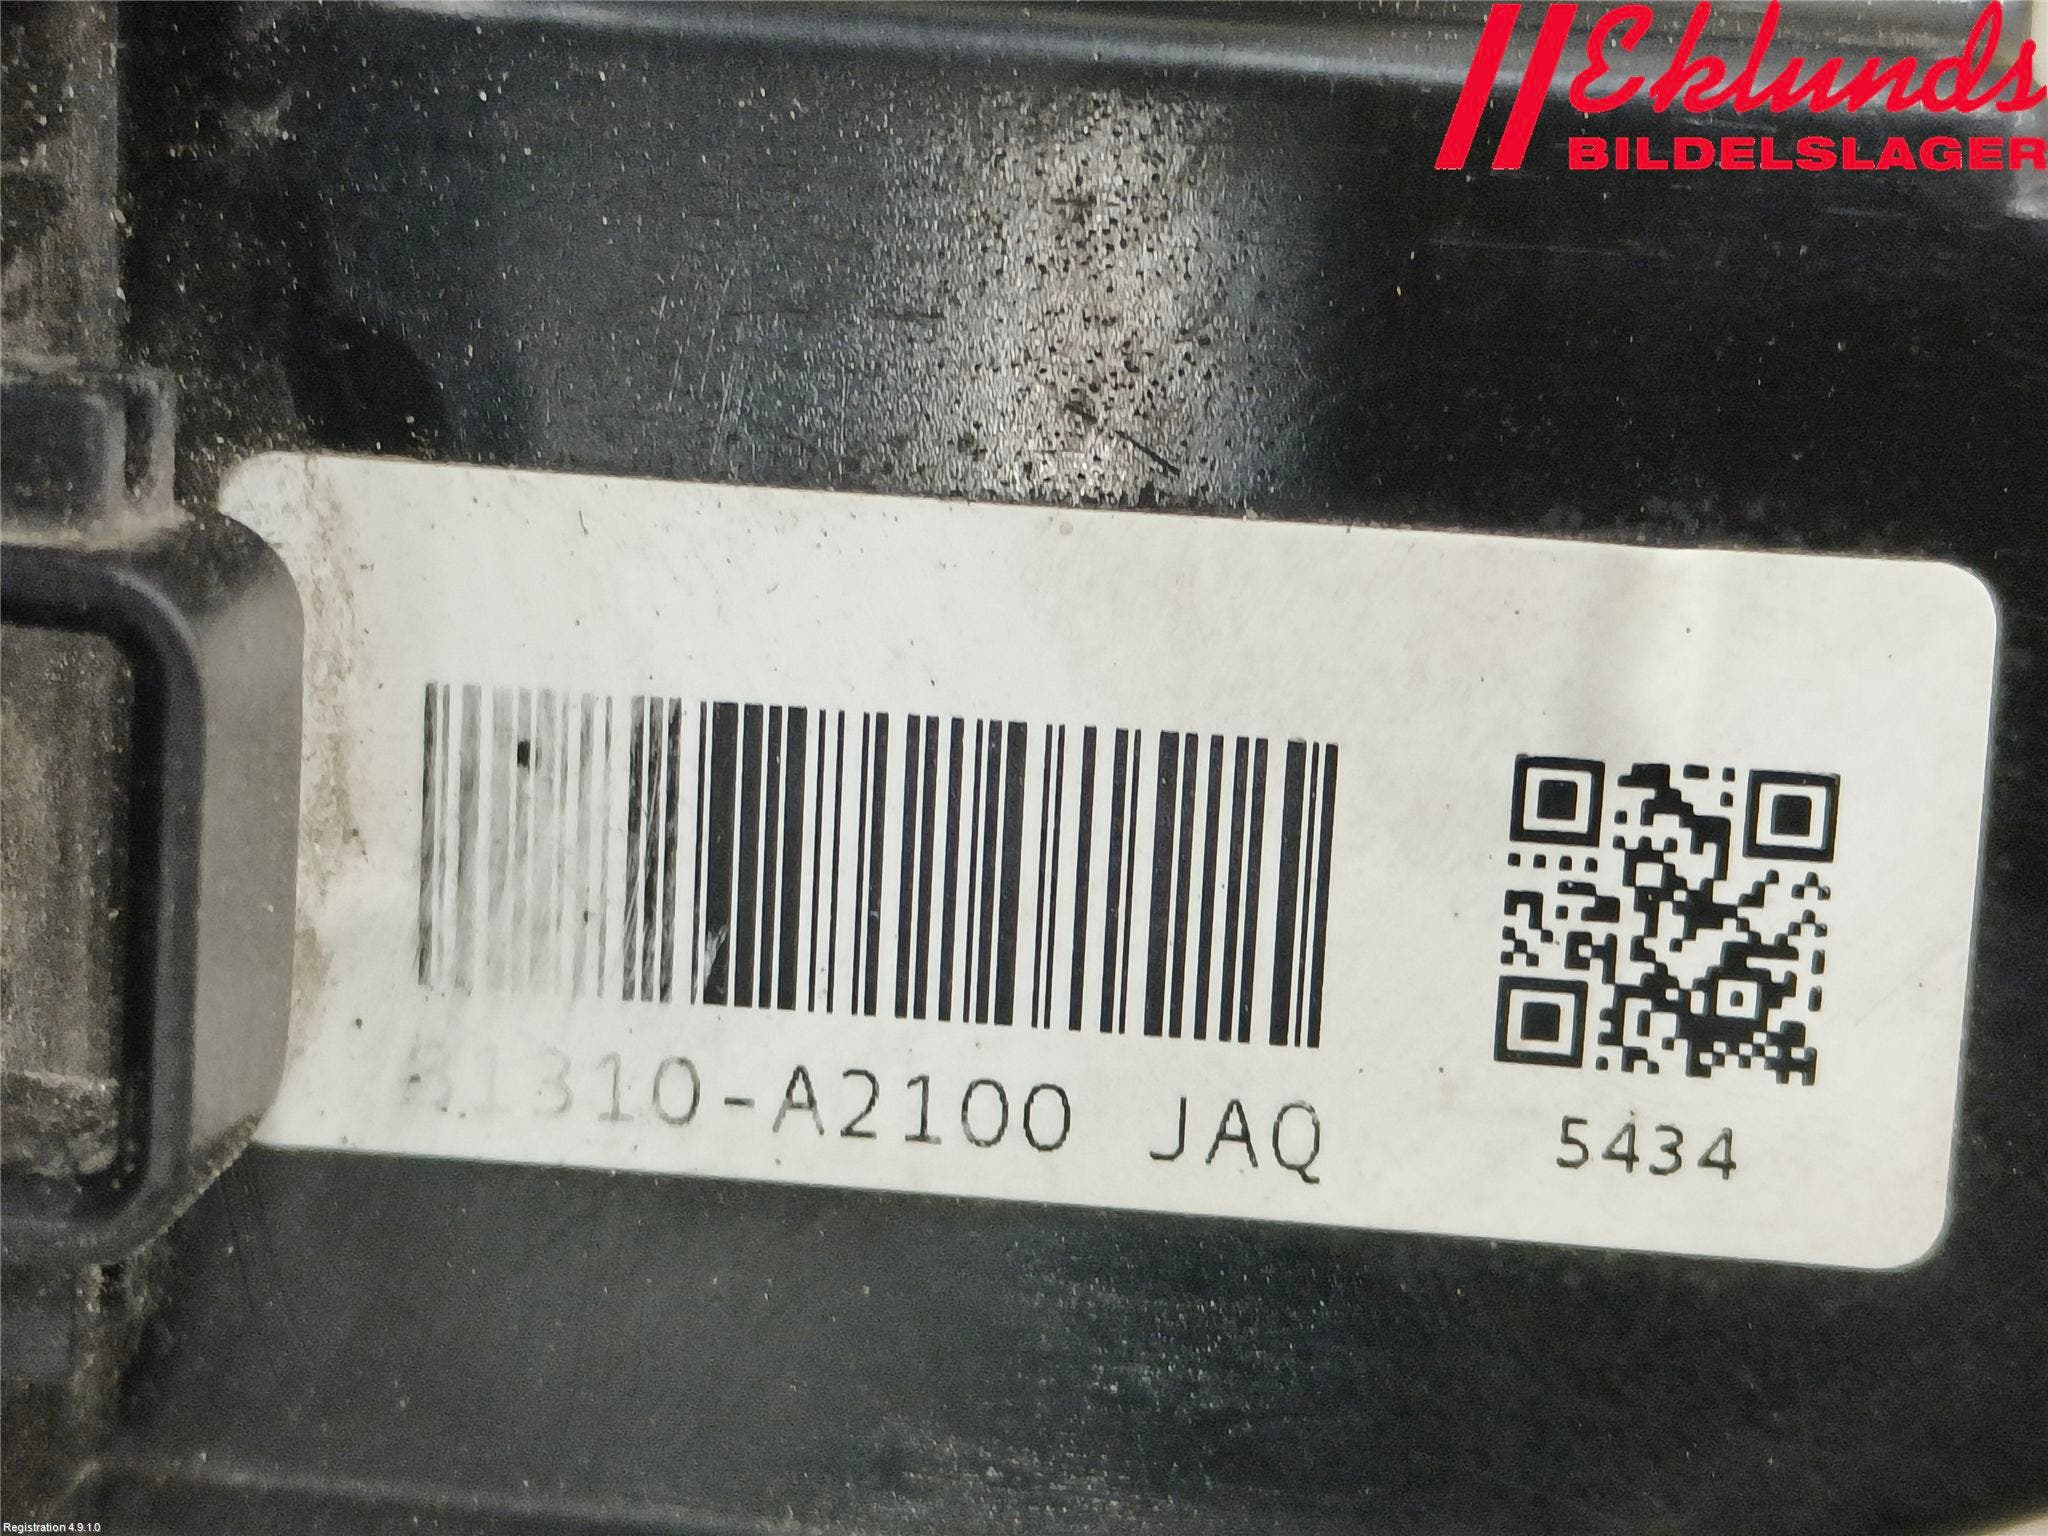 Eklunds
BILDELSLAGER
81310-A2100 JAQ
5434
Registration 4.9.1.0